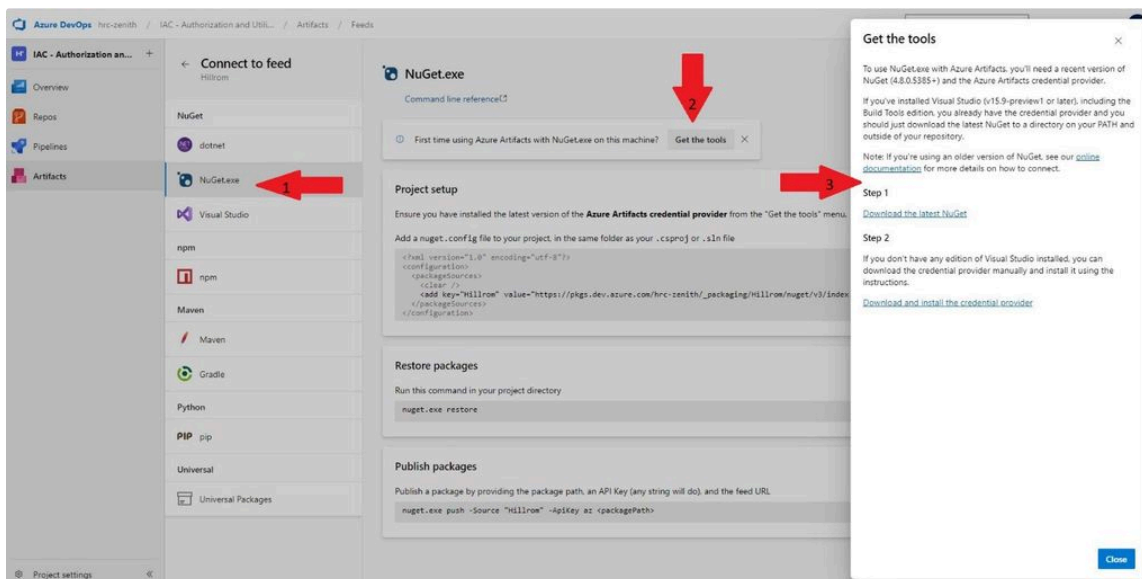 Azure DevOps hrc-zenith / IAC - Authorization and Utili... / Artifacts / Feeds
IAC - Authorization an... +
Overview
Repos
Pipelines
Artifacts
Project settings
Connect to feed
Hillrom
NuGet
dotnet
NuGet.exe
1
Visual Studio
npm
npm
Maven
Maven
Gradle
Python
PIP pip
Universal
Universal Packages
NuGet.exe
Command line reference
2
First time using Azure Artifacts with NuGet.exe on this machine? Get the tools
Project setup
Ensure you have installed the latest version of the Azure Artifacts credential provider from the "Get the tools" menu.
Add a nuget.config file to your project, in the same folder as your .csproj or .sln file
<?xml version="1.0" encoding="utf-8"?>
<configuration>
<packageSources>
<clear />
<add key="Hillrom" value="https://pkgs.dev.azure.com/hrc-zenith/_packaging/Hillrom/nuget/v3/index
</packageSources>
</configuration>
Restore packages
Run this command in your project directory
nuget.exe restore
Publish packages
Publish a package by providing the package path, an API Key (any string will do), and the feed URL
nuget.exe push -Source "Hillrom" -ApiKey az <packagePath>
3
Get the tools
To use NuGet.exe with Azure Artifacts, you'll need a recent version of
NuGet (4.8.0.5385+) and the Azure Artifacts credential provider.
If you've installed Visual Studio (v15.9-preview1 or later), including the
Build Tools edition, you already have the credential provider and you
should just download the latest NuGet to a directory on your PATH and
outside of your repository.
Note: If you're using an older version of NuGet, see our online
documentation for more details on how to connect.
Step 1
Download the latest NuGet
Step 2
If you don't have any edition of Visual Studio installed, you can
download the credential provider manually and install it using the
instructions.
Download and install the credential provider
Close